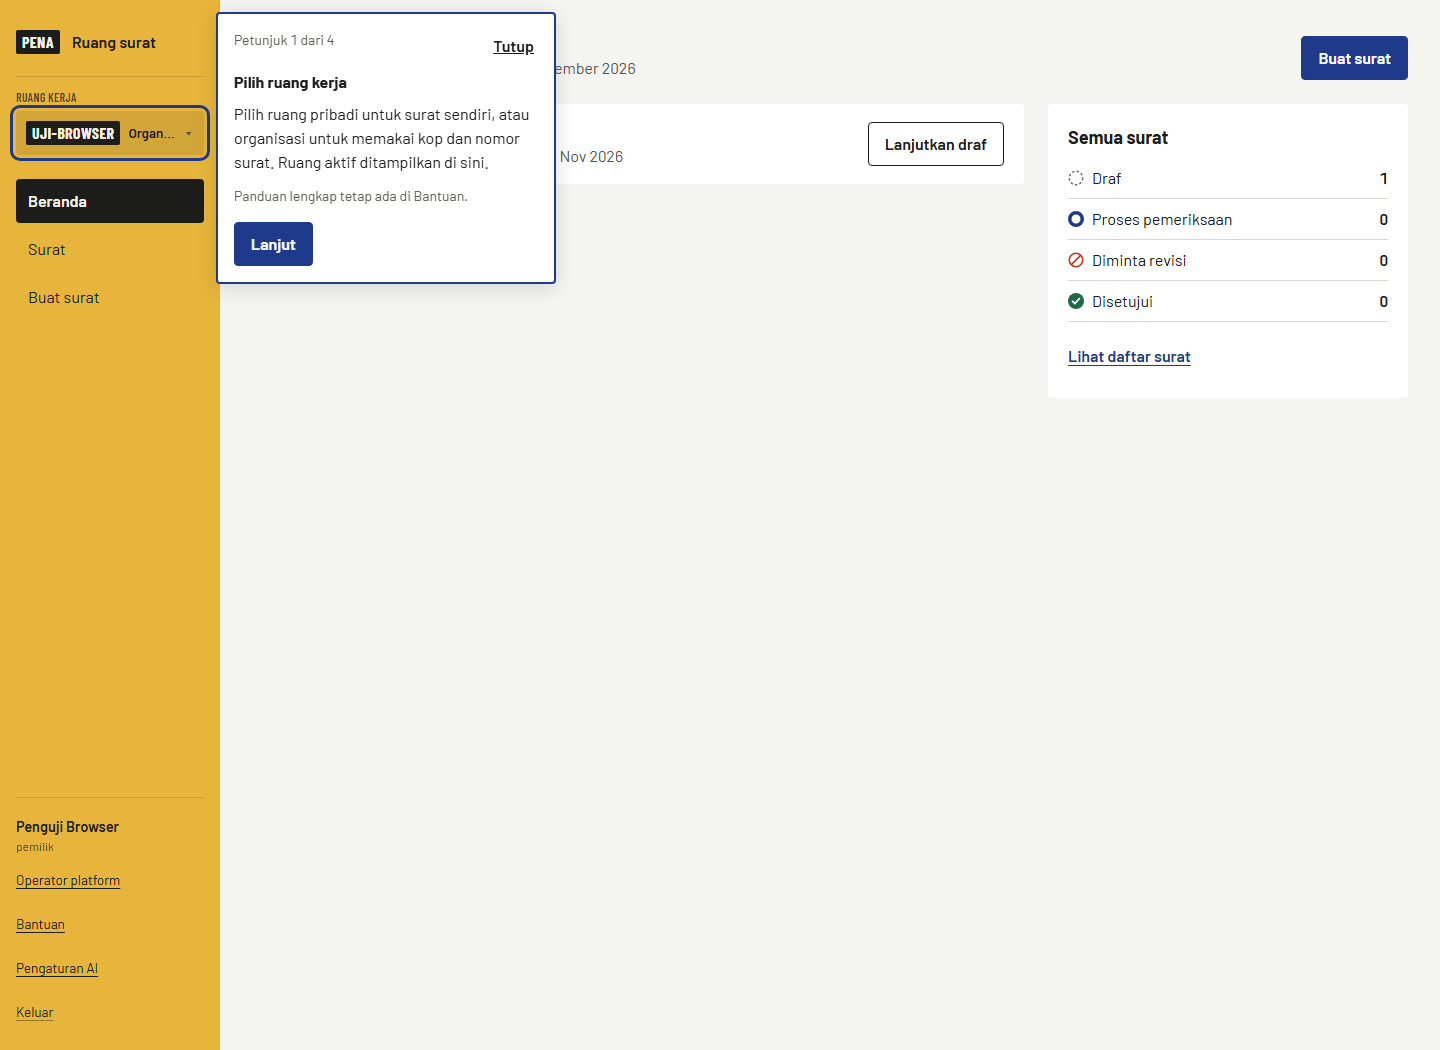 PENA Ruang surat
RUANG KERJA
UJI-BROWSER Organ...
Beranda
Surat
Buat surat
Penguji Browser
pemilik
Operator platform
Bantuan
Pengaturan AI
Keluar
Petunjuk 1 dari 4
Tutup
Pilih ruang kerja
Pilih ruang pribadi untuk surat sendiri, atau
organisasi untuk memakai kop dan nomor
surat. Ruang aktif ditampilkan di sini.
Panduan lengkap tetap ada di Bantuan.
Lanjut
2026
Buat surat
Nov 2026
Lanjutkan draf
Semua surat
Draf 1
Proses pemeriksaan 0
Diminta revisi 0
Disetujui 0
Lihat daftar surat